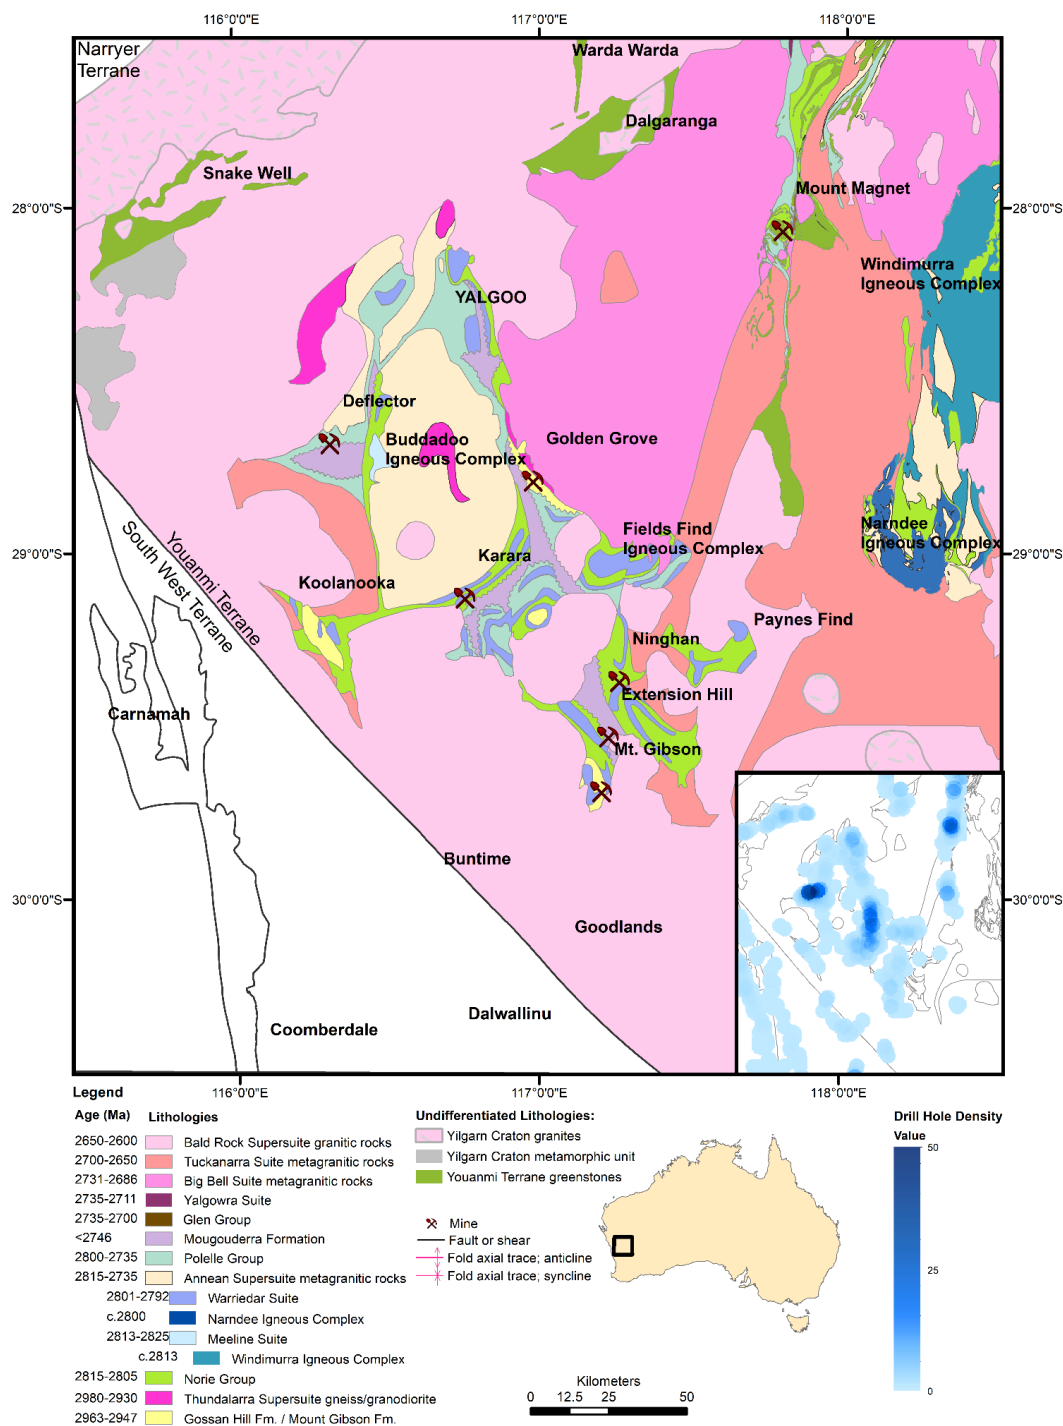 116°0'0"E
117°0'0"E
118°0'0"E
Narryer
Terrane
Warda Warda
Dalgaranga
Snake Well
Mount Magnet
28°0'0"S
28°0'0"S
Windimurra
Igneous Complex
YALGOO
Deflector
Buddadoo
Igneous Complex
Golden Grove
Narndee
Igneous Complex
Fields Find
Igneous Complex
29°0'0"S
29°0'0"S
Karara
Koolanooka
Youanmi Terrane
South West Terrane
Paynes Find
Ninghan
Extension Hill
Carnamah
Mt. Gibson
Buntime
30°0'0"S
30°0'0"S
Goodlands
Dalwallinu
Coomberdale
116°0'0"E
117°0'0"E
118°0'0"E
Legend
Age (Ma) Lithologies
2650-2600 Bald Rock Supersuite granitic rocks
2700-2650 Tuckanarra Suite metagranitic rocks
2731-2686 Big Bell Suite metagranitic rocks
2735-2711 Yalgowra Suite
2735-2700 Glen Group
<2746 Mougouderra Formation
2800-2735 Polelle Group
2815-2735 Annean Supersuite metagranitic rocks
2801-2792 Warriedar Suite
c.2800 Narndee Igneous Complex
2813-2825 Meeline Suite
c.2813 Windimurra Igneous Complex
2815-2805 Norie Group
2980-2930 Thundalarra Supersuite gneiss/granodiorite
2963-2947 Gossan Hill Fm. / Mount Gibson Fm.
Undifferentiated Lithologies:
Yilgarn Craton granites
Yilgarn Craton metamorphic unit
Youanmi Terrane greenstones
Mine
Fault or shear
Fold axial trace; anticline
Fold axial trace; syncline
Kilometers
0 12.5 25 50
Drill Hole Density
Value
50
25
0